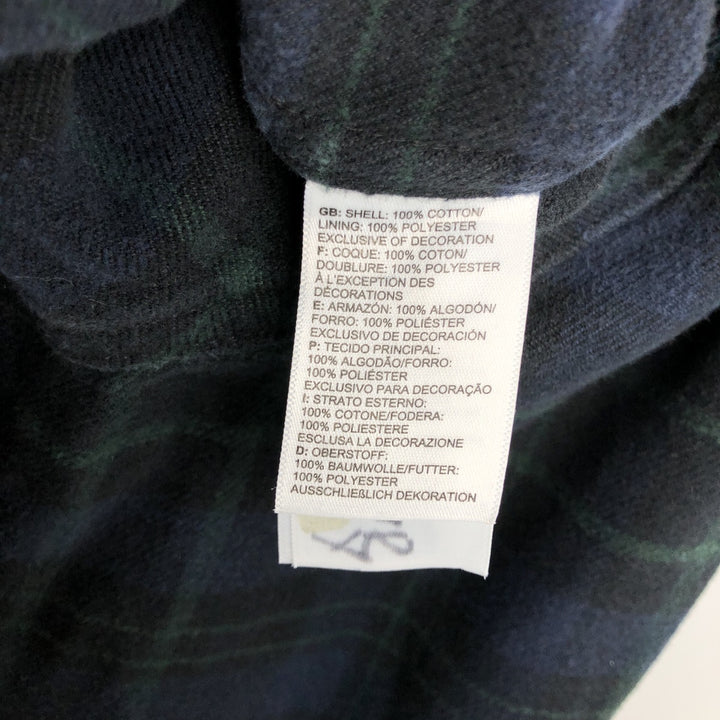 GB: SHELL: 100% COTTON/
LINING: 100% POLYESTER
EXCLUSIVE OF DECORATION
F: COQUE: 100% COTON/
DOUBLURE: 100% POLYESTER
À L'EXCEPTION DES
DÉCORATIONS
E: ARMAZÓN: 100% ALGODÓN/
FORRO: 100% POLIÉSTER
EXCLUSIVO DE DECORACIÓN
P: TECIDO PRINCIPAL:
100% ALGODÃO/FORRO:
100% POLIÉSTER
EXCLUSIVO PARA DECORAÇÃO
I: STRATO ESTERNO:
100% COTONE/FODERA:
100% POLIESTERE
ESCLUSA LA DECORAZIONE
D: OBERSTOFF:
100% BAUMWOLLE/FUTTER:
100% POLYESTER
AUSSCHLIEßLICH DEKORATION